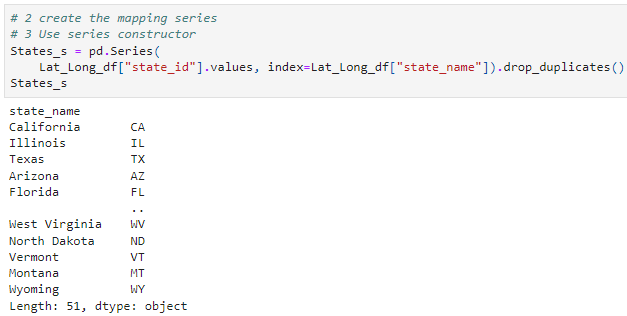 # 2 create the mapping series
# 3 Use series constructor
States_s = pd.Series(
    Lat_Long_df["state_id"].values, index=Lat_Long_df["state_name"]).drop_duplicates()
States_s
state_name
California       CA
Illinois         IL
Texas            TX
Arizona          AZ
Florida          FL
                 ..
West Virginia    WV
North Dakota     ND
Vermont          VT
Montana          MT
Wyoming          WY
Length: 51, dtype: object